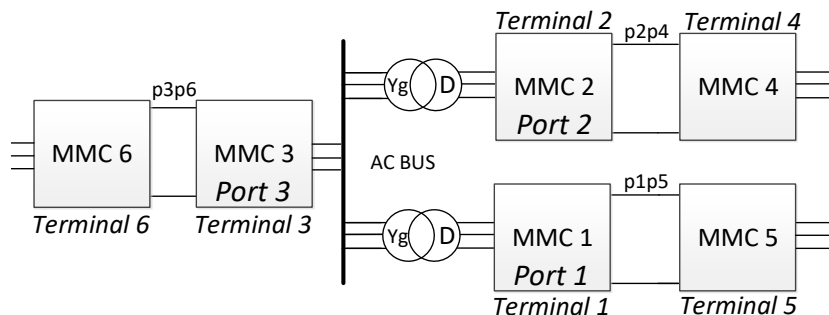 Terminal 2
Terminal 4
p2p4
Yg
D
MMC 2
Port 2
MMC 4
p3p6
MMC 6
MMC 3
Port 3
Terminal 6
Terminal 3
AC BUS
p1p5
Yg
D
MMC 1
Port 1
MMC 5
Terminal 1
Terminal 5